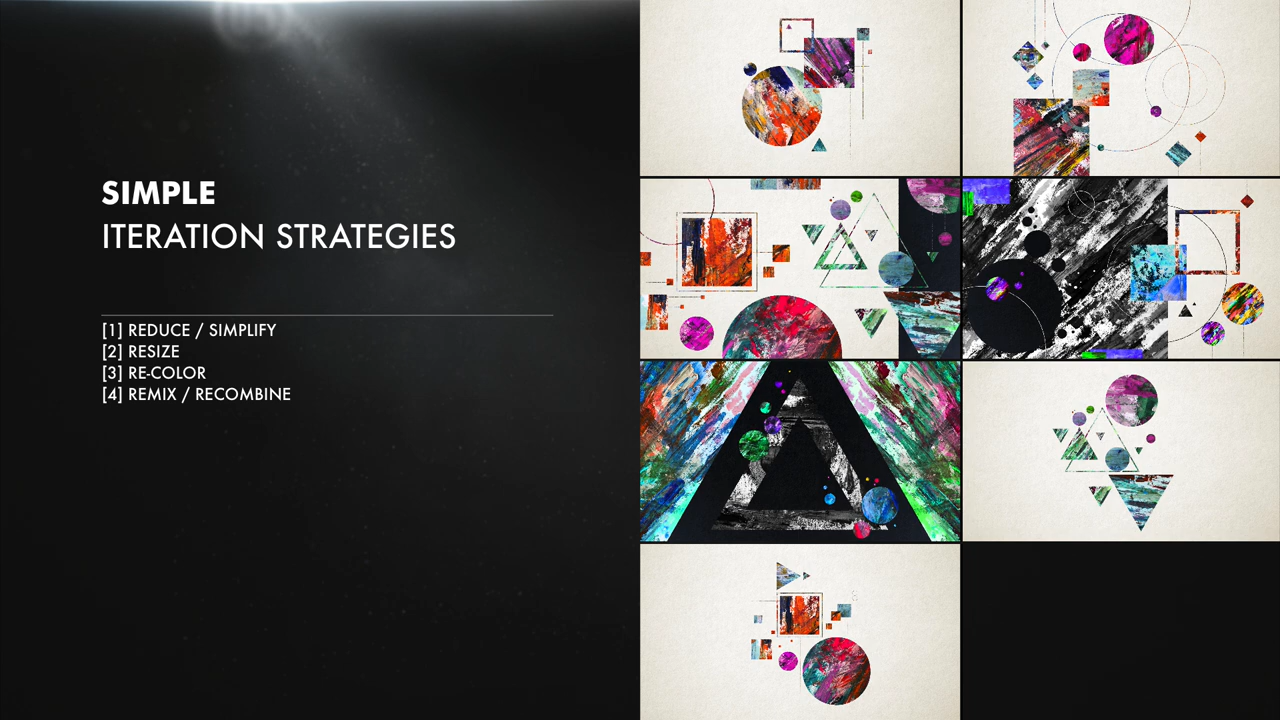 SIMPLE
ITERATION STRATEGIES
[1] REDUCE / SIMPLIFY
[2] RESIZE
[3] RE-COLOR
[4] REMIX / RECOMBINE